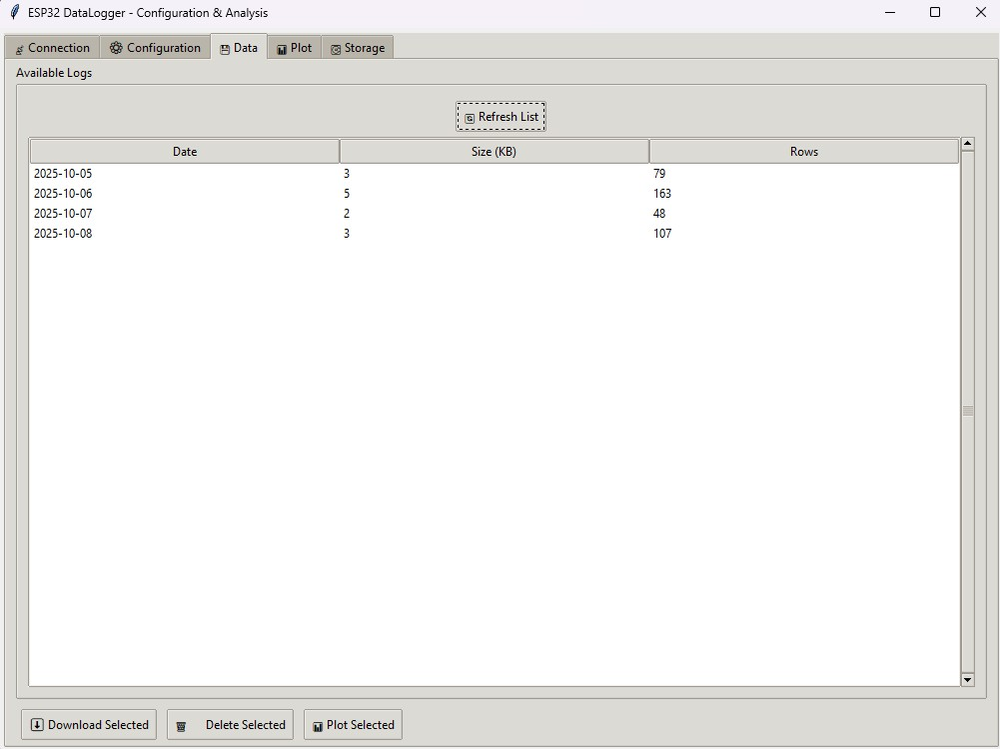 ESP32 DataLogger - Configuration & Analysis
Connection Configuration Data Plot Storage
Available Logs
Refresh List
Date Size (KB) Rows
2025-10-05 3 79
2025-10-06 5 163
2025-10-07 2 48
2025-10-08 3 107
Download Selected Delete Selected Plot Selected